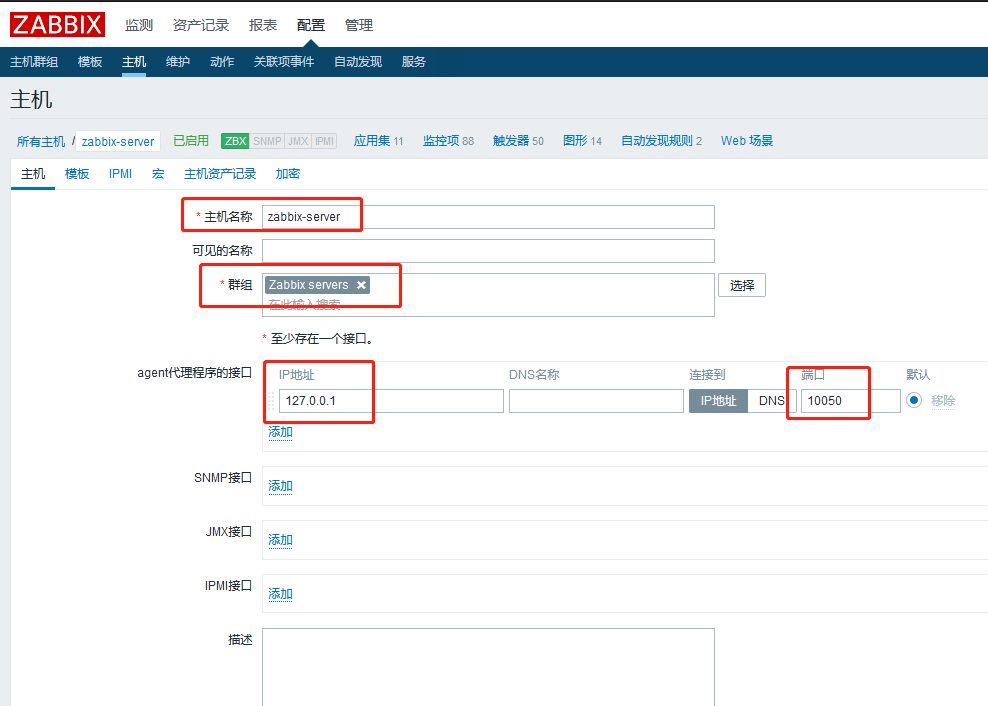 ZABBIX 监测 资产记录 报表 配置 管理
主机群组 模板 主机 维护 动作 关联项事件 自动发现 服务
主机
所有主机 / zabbix-server 已启用 ZBX SNMP JMX IPMI 应用集 11 监控项 88 触发器 50 图形 14 自动发现规则 2 Web 场景
主机 模板 IPMI 宏 主机资产记录 加密
* 主机名称 zabbix-server
可见的名称
* 群组 Zabbix servers × 选择
在此输入搜索
* 至少存在一个接口。
agent代理程序的接口 IP地址 DNS名称 连接到 端口 默认
127.0.0.1 IP地址 DNS 10050 移除
添加
SNMP接口 添加
JMX接口 添加
IPMI接口 添加
描述